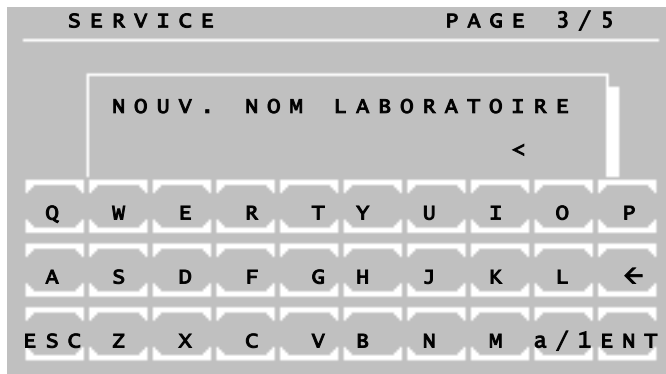 SERVICE PAGE 3/5
NOUV. NOM LABORATOIRE
<
Q W E R T Y U I O P
A S D F G H J K L ←
ESC Z X C V B N M a/1 ENT